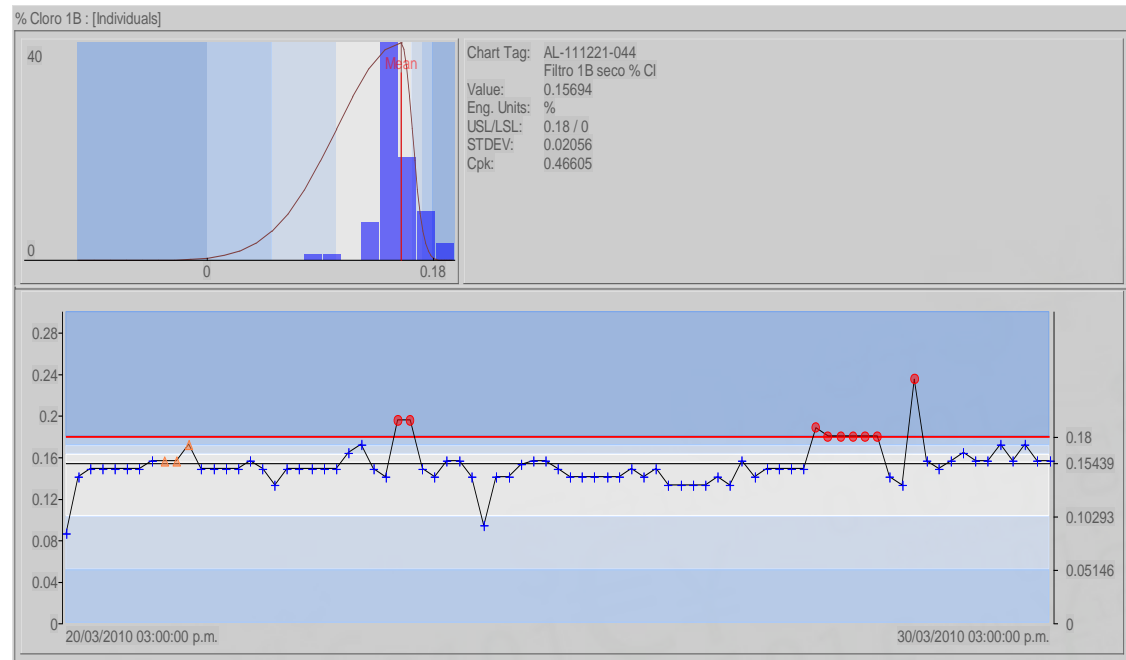 % Cloro 1B : [Individuals]
40
Mean
0
0 0.18
Chart Tag: AL-111221-044
Filtro 1B seco % Cl
Value: 0.15694
Eng. Units: %
USL/LSL: 0.18 / 0
STDEV: 0.02056
Cpk: 0.46605
0.28
0.24
0.2
0.16
0.12
0.08
0.04
0
0.18
0.15439
0.10293
0.05146
0
20/03/2010 03:00:00 p.m. 30/03/2010 03:00:00 p.m.